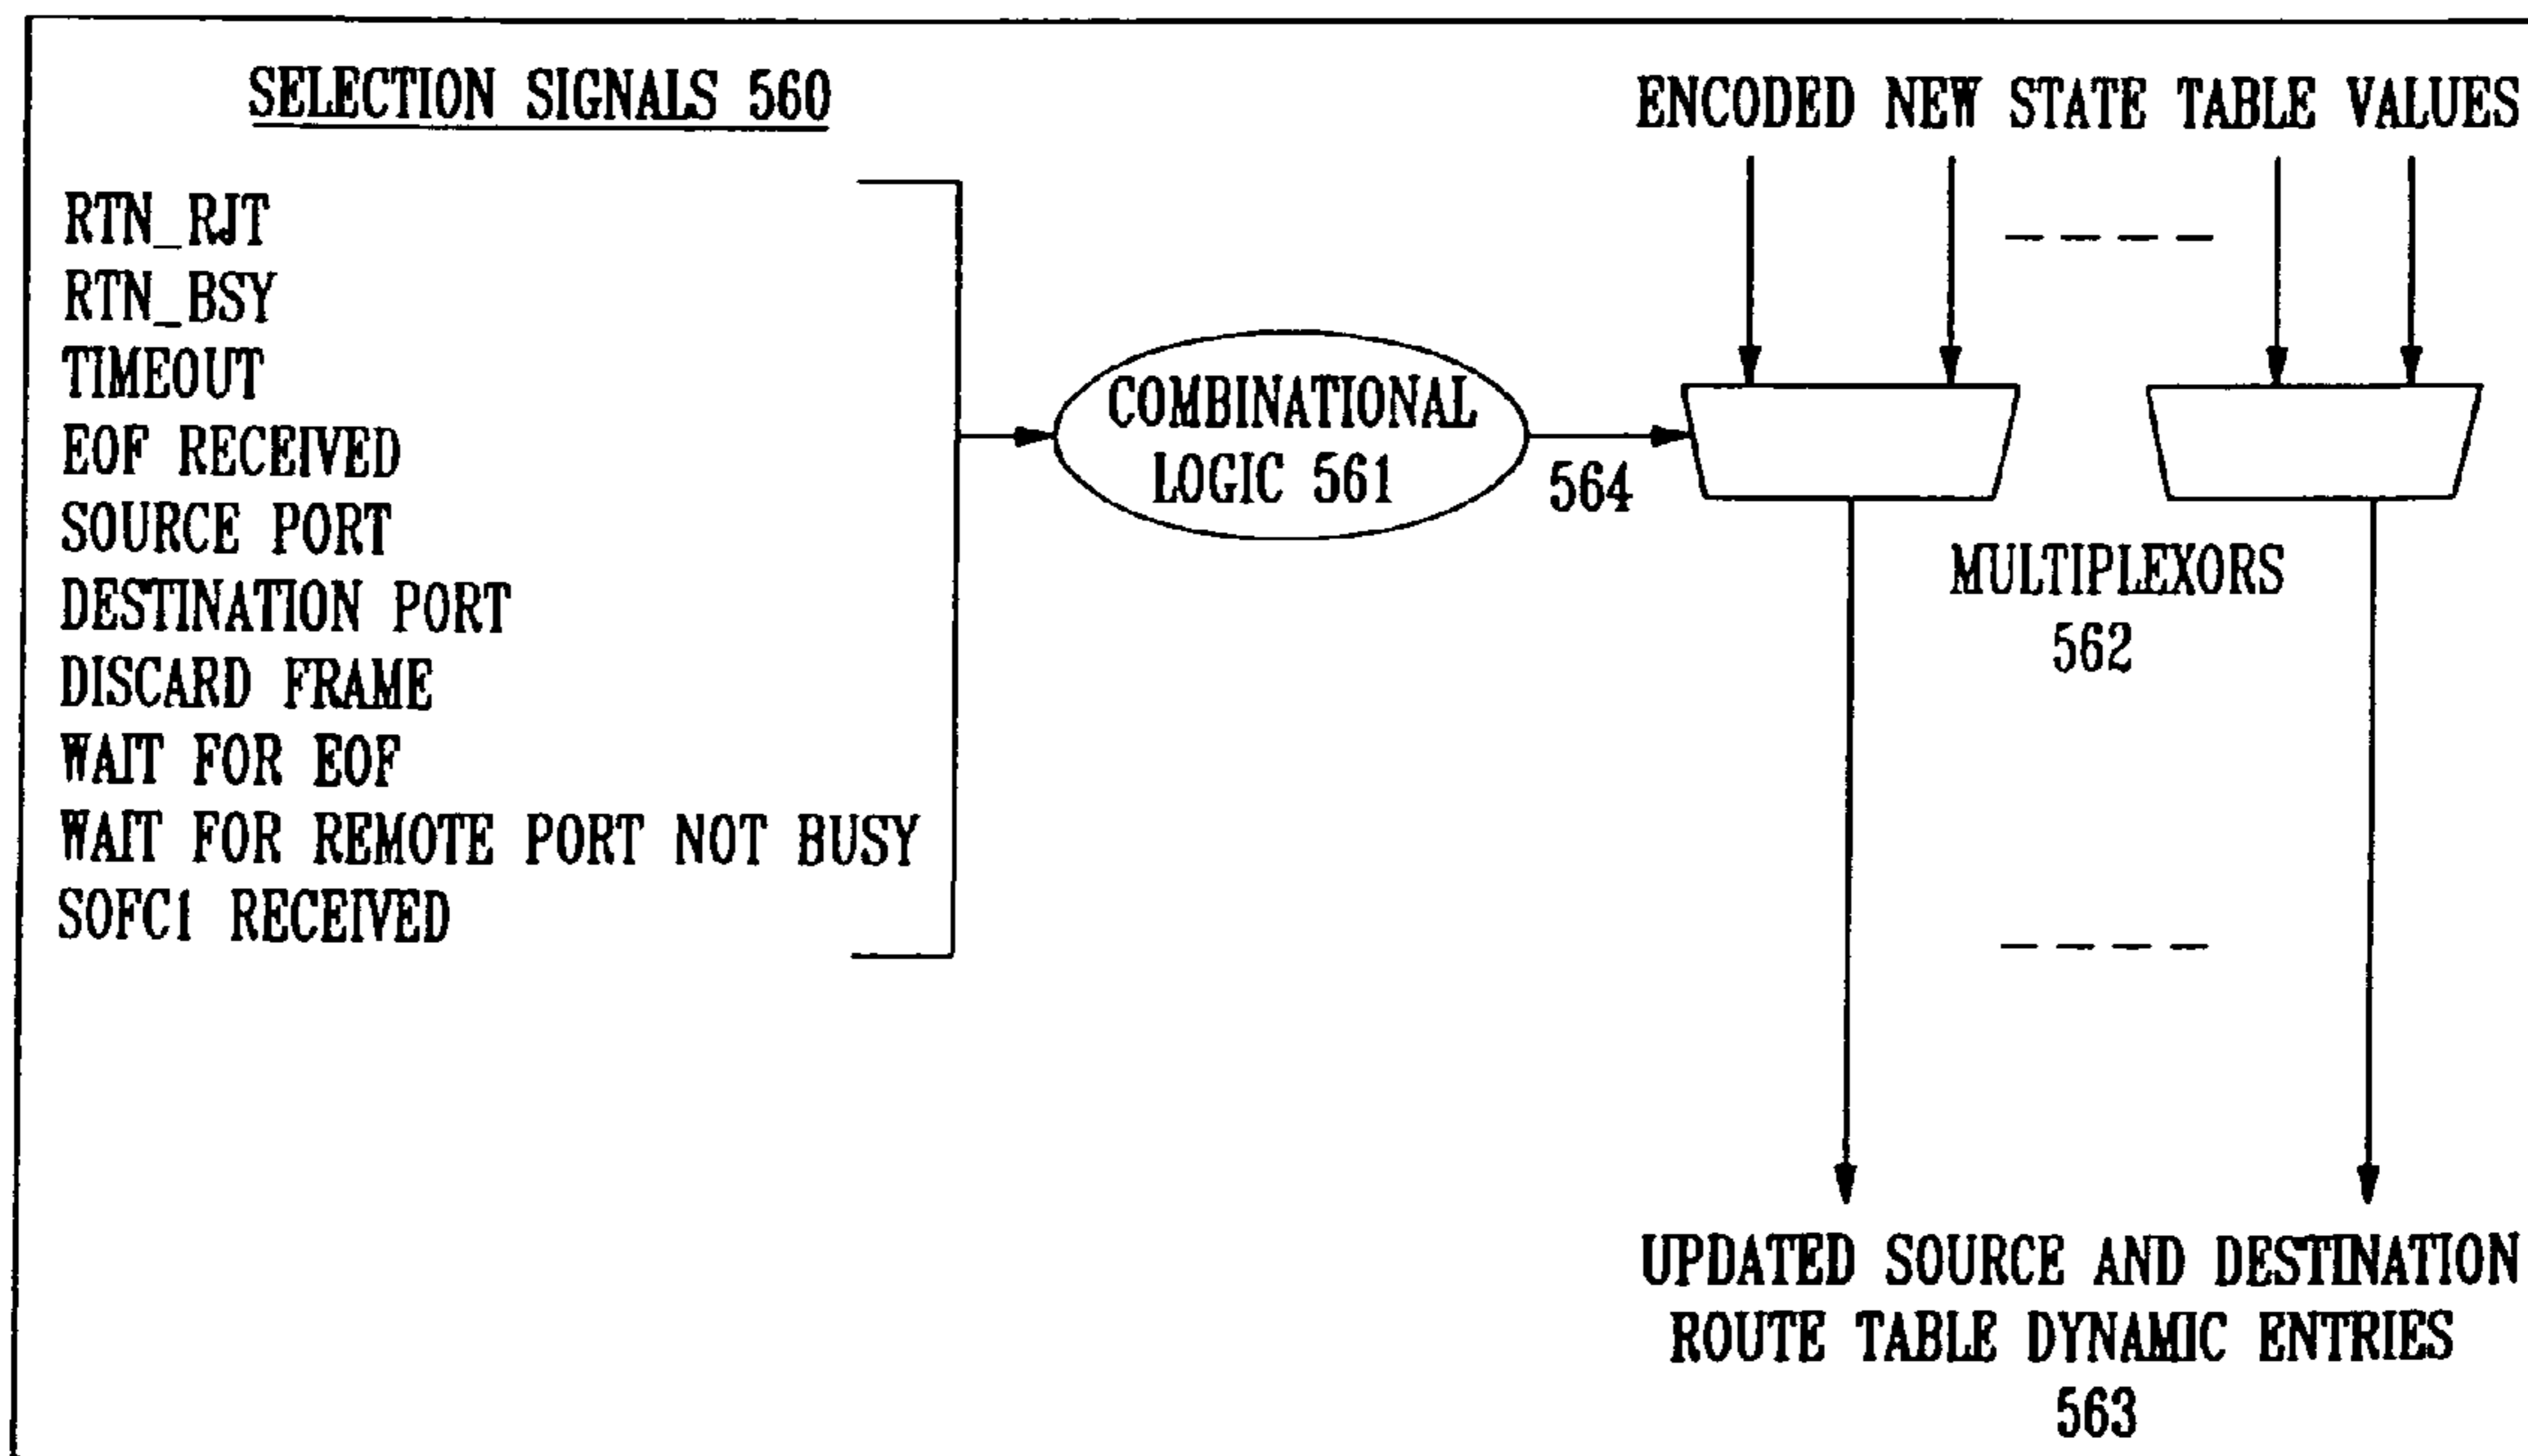 SELECTION SIGNALS 560
RTN_RJT
RTN_BSY
TIMEOUT
EOF RECEIVED
SOURCE PORT
DESTINATION PORT
DISCARD FRAME
WAIT FOR EOF
WAIT FOR REMOTE PORT NOT BUSY
SOFC1 RECEIVED
COMBINATIONAL
LOGIC 561
564
ENCODED NEW STATE TABLE VALUES
MULTIPLEXORS
562
UPDATED SOURCE AND DESTINATION
ROUTE TABLE DYNAMIC ENTRIES
563